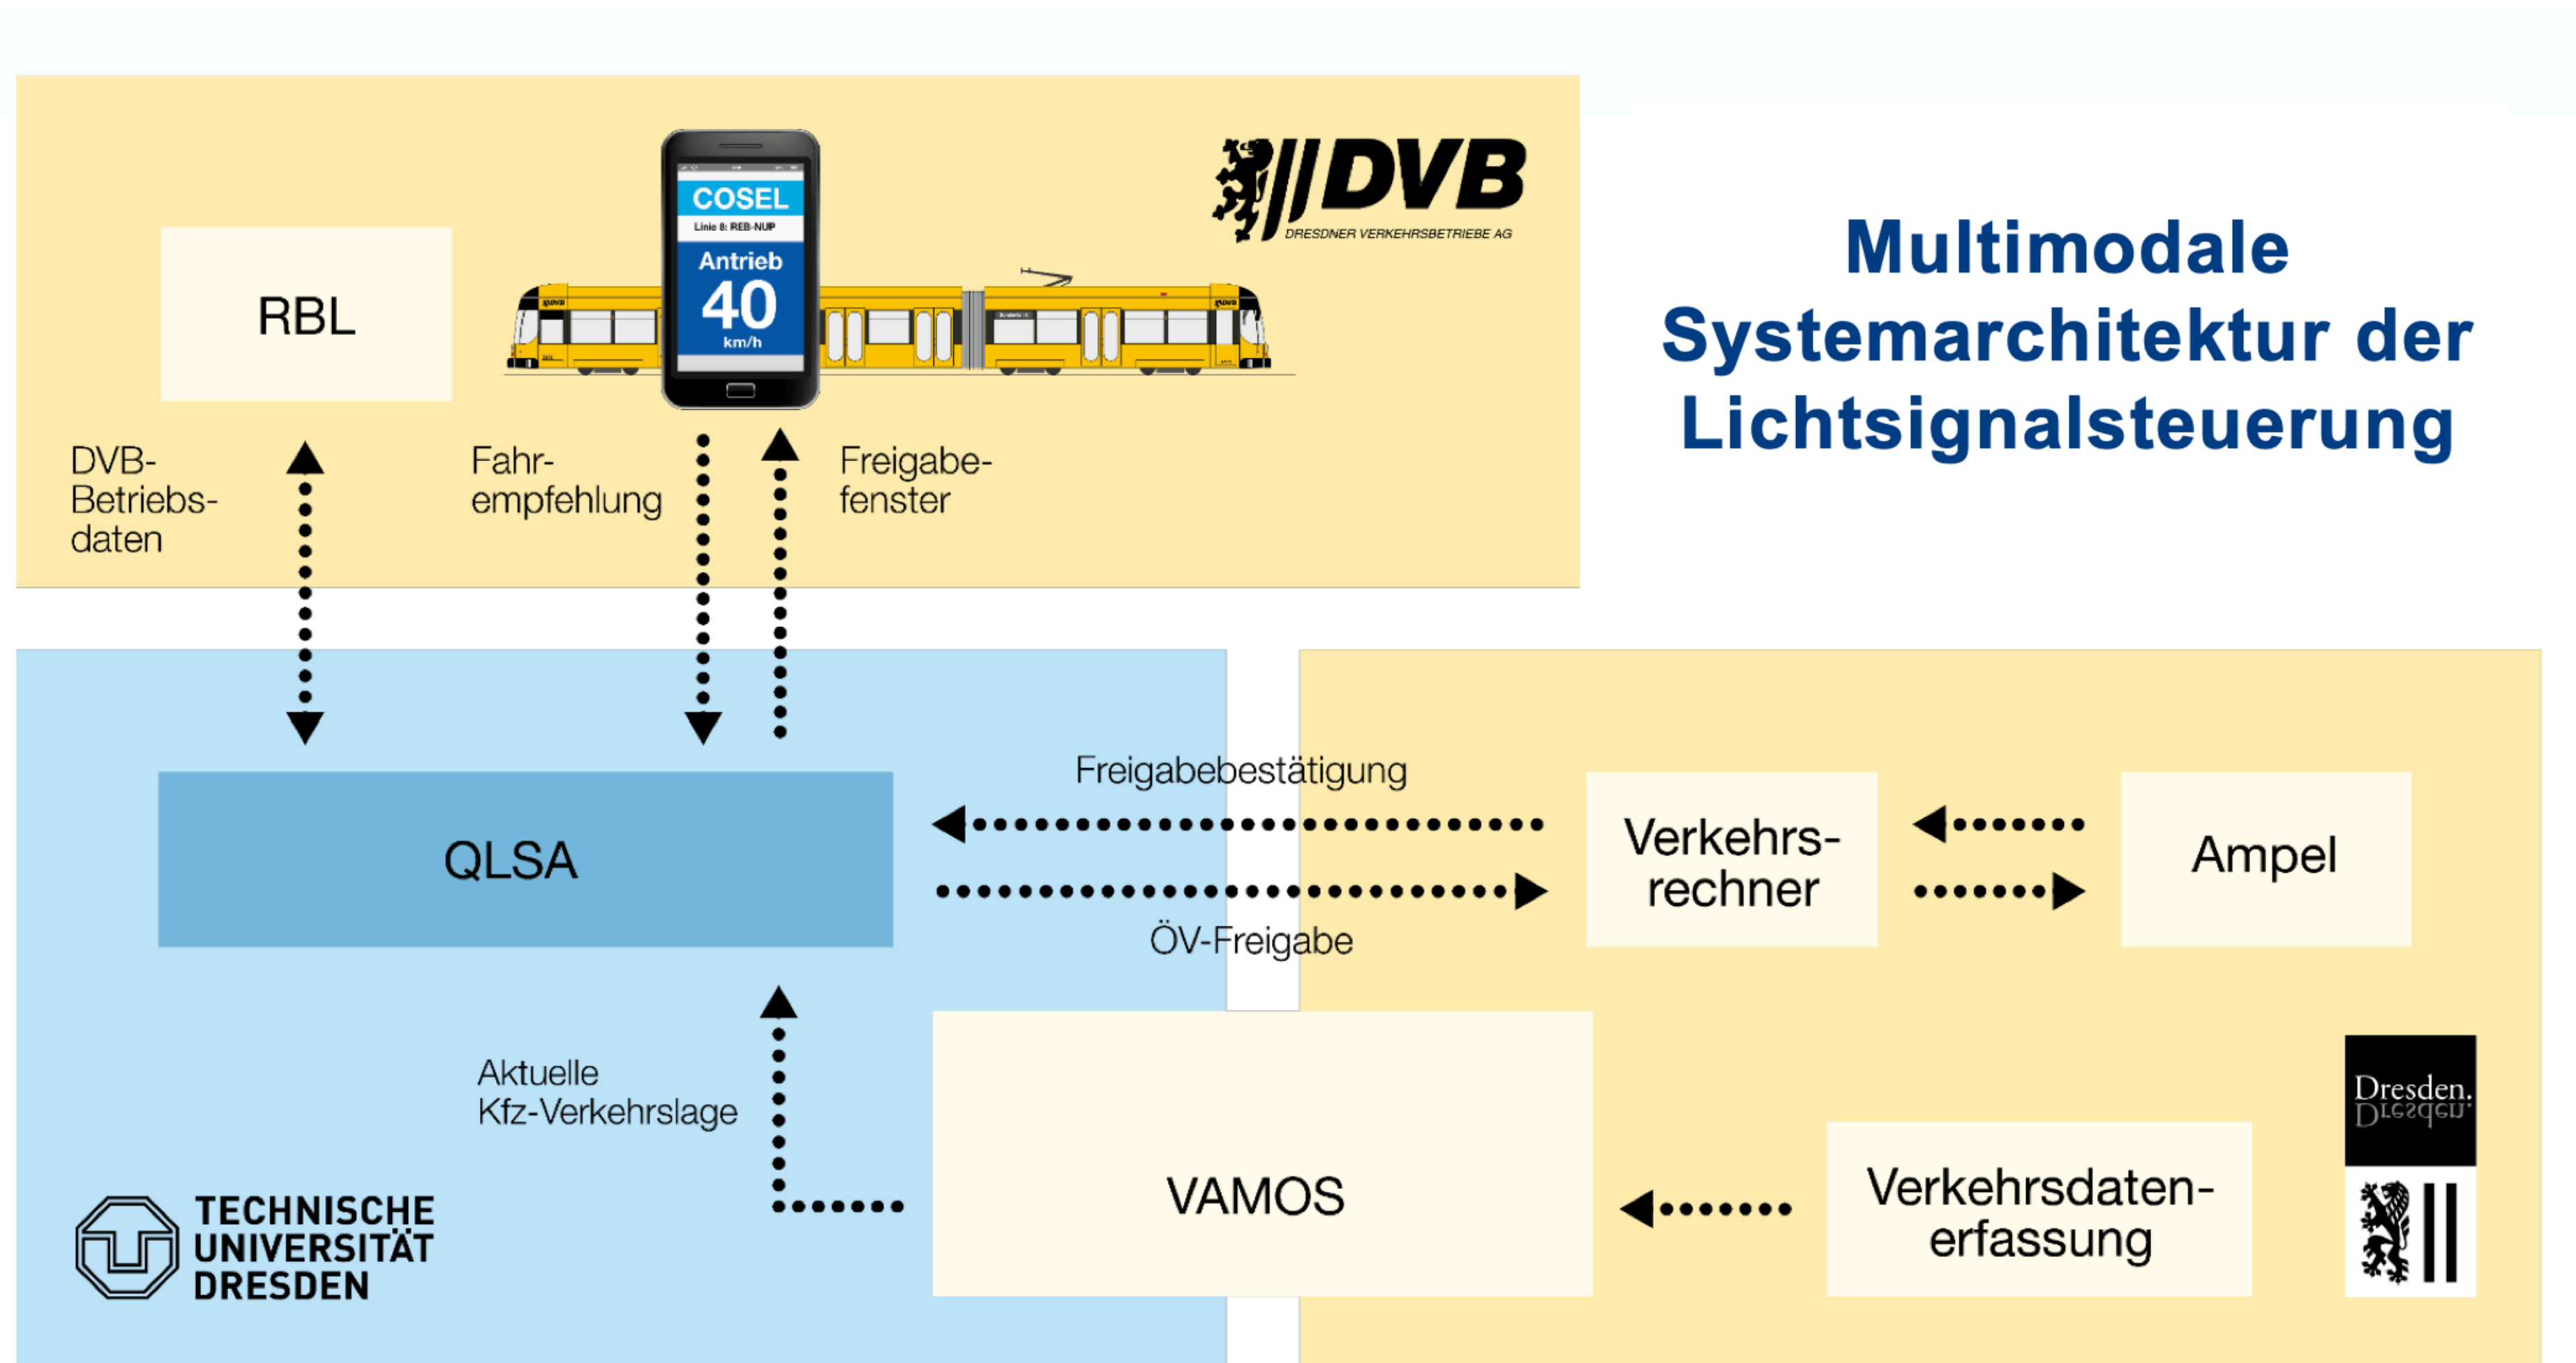 COSEL
Linie 8: REB-NUP
Antrieb
40
km/h
DVB
DRESDNER VERKEHRSBETRIEBE AG
Multimodale
Systemarchitektur der
Lichtsignalsteuerung
RBL
DVB-
Betriebs-
daten
Fahr-
empfehlung
Freigabe-
fenster
QLSA
Freigabebestätigung
ÖV-Freigabe
Verkehrs-
rechner
Ampel
Aktuelle
Kfz-Verkehrslage
VAMOS
Verkehrsdaten-
erfassung
Dresden.
Dresden.
TECHNISCHE
UNIVERSITÄT
DRESDEN